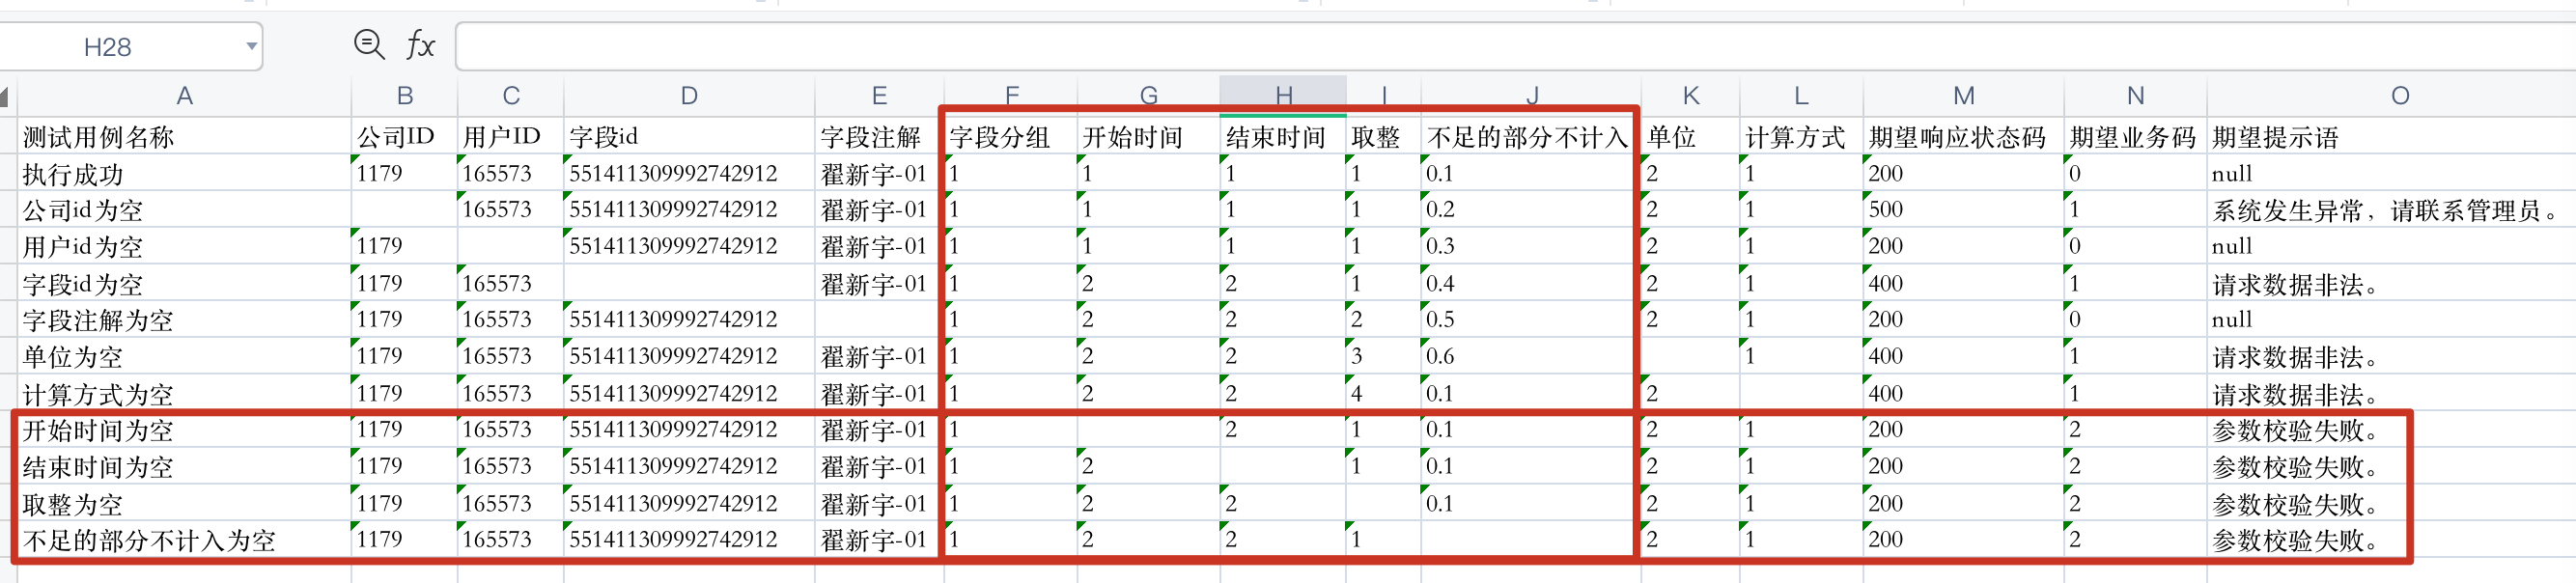 H28 fx
A B C D E F G H I J K L M N O
测试用例名称 公司ID 用户ID 字段id 字段注解 字段分组 开始时间 结束时间 取整 不足的部分不计入 单位 计算方式 期望响应状态码 期望业务码 期望提示语
执行成功 1179 165573 551411309992742912 翟新宇-01 1 1 1 1 0.1 2 1 200 0 null
公司id为空 165573 551411309992742912 翟新宇-01 1 1 1 1 0.2 2 1 500 1 系统发生异常，请联系管理员。
用户id为空 1179 551411309992742912 翟新宇-01 1 1 1 1 0.3 2 1 200 0 null
字段id为空 1179 165573 翟新宇-01 1 2 2 1 0.4 2 1 400 1 请求数据非法。
字段注解为空 1179 165573 551411309992742912 1 2 2 2 0.5 2 1 200 0 null
单位为空 1179 165573 551411309992742912 翟新宇-01 1 2 2 3 0.6 1 400 1 请求数据非法。
计算方式为空 1179 165573 551411309992742912 翟新宇-01 1 2 2 4 0.1 2 400 1 请求数据非法。
开始时间为空 1179 165573 551411309992742912 翟新宇-01 1 2 1 0.1 2 1 200 2 参数校验失败。
结束时间为空 1179 165573 551411309992742912 翟新宇-01 1 2 1 0.1 2 1 200 2 参数校验失败。
取整为空 1179 165573 551411309992742912 翟新宇-01 1 2 2 0.1 2 1 200 2 参数校验失败。
不足的部分不计入为空 1179 165573 551411309992742912 翟新宇-01 1 2 2 1 2 1 200 2 参数校验失败。